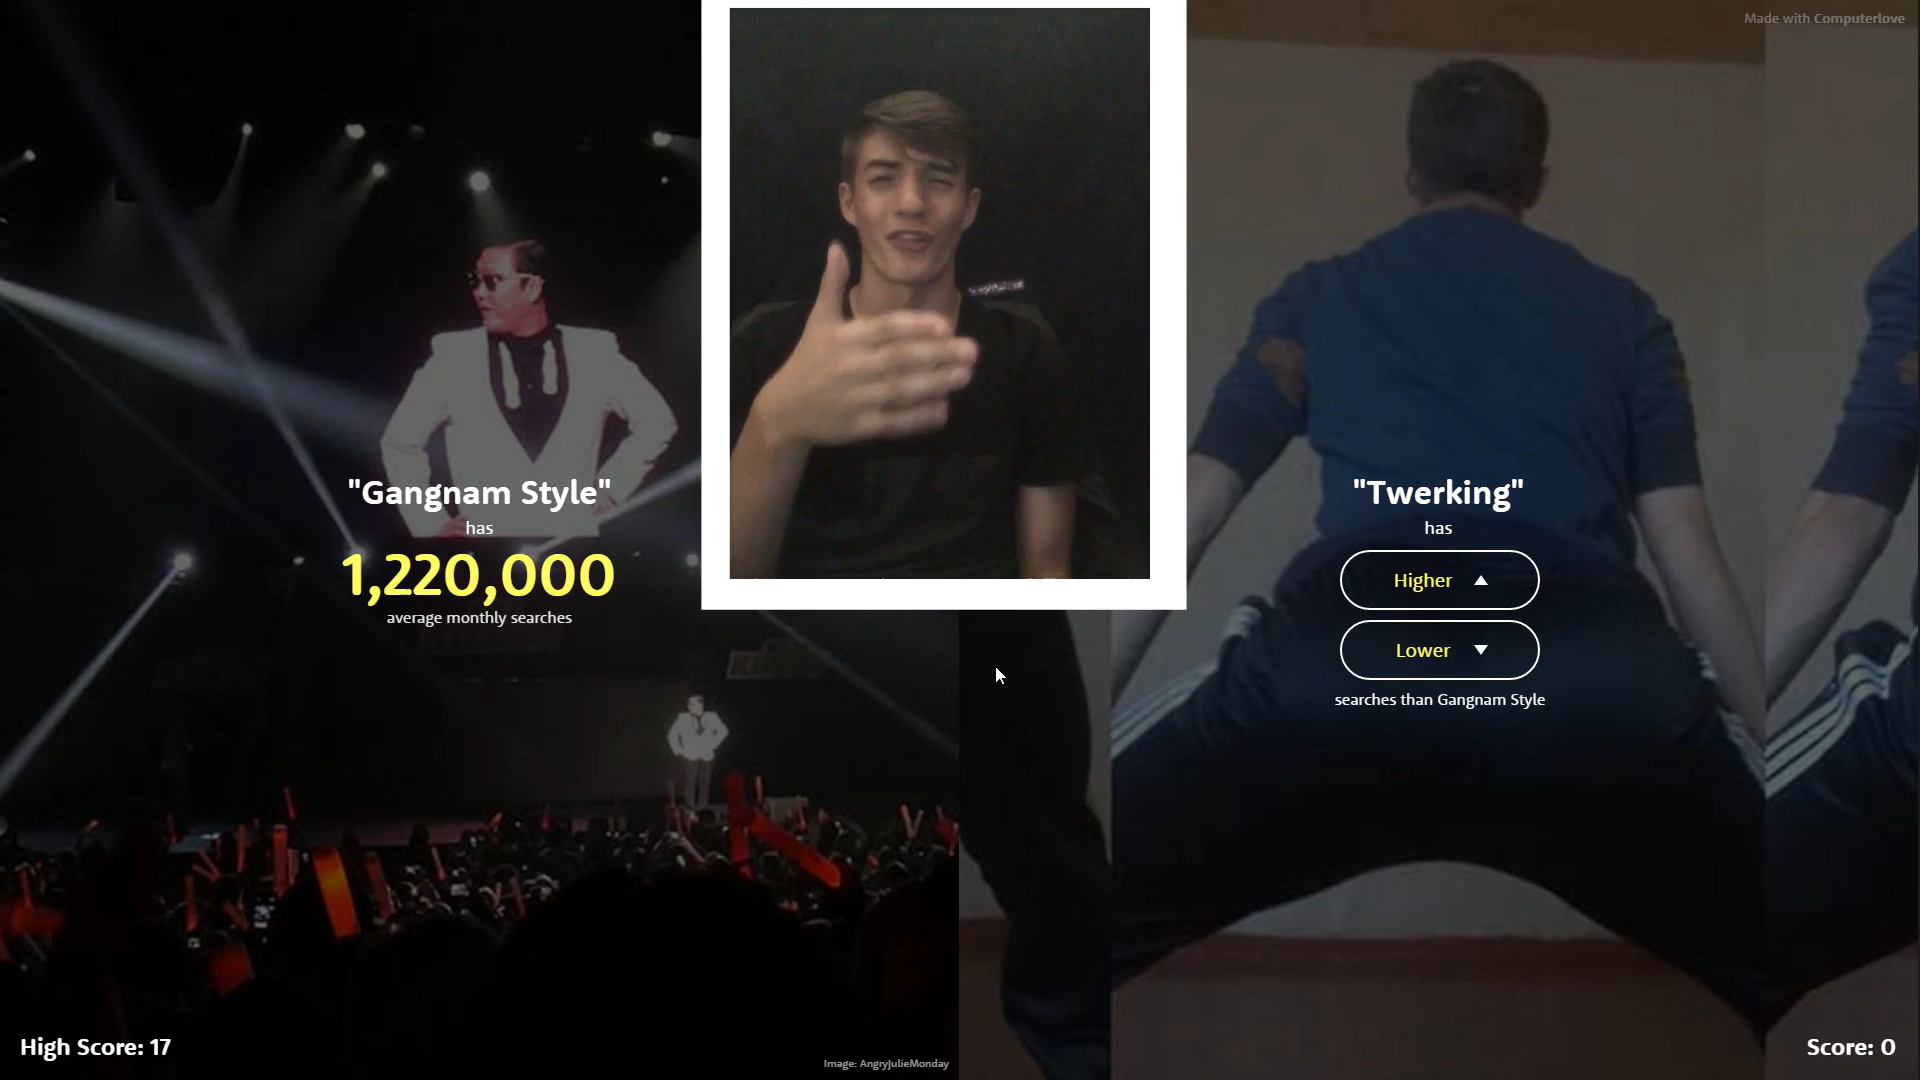 Made with Computerlove
"Gangnam Style"
has
1,220,000
average monthly searches
"Twerking"
has
Higher
Lower
searches than Gangnam Style
High Score: 17
Image: AngryJulieMonday
Score: 0